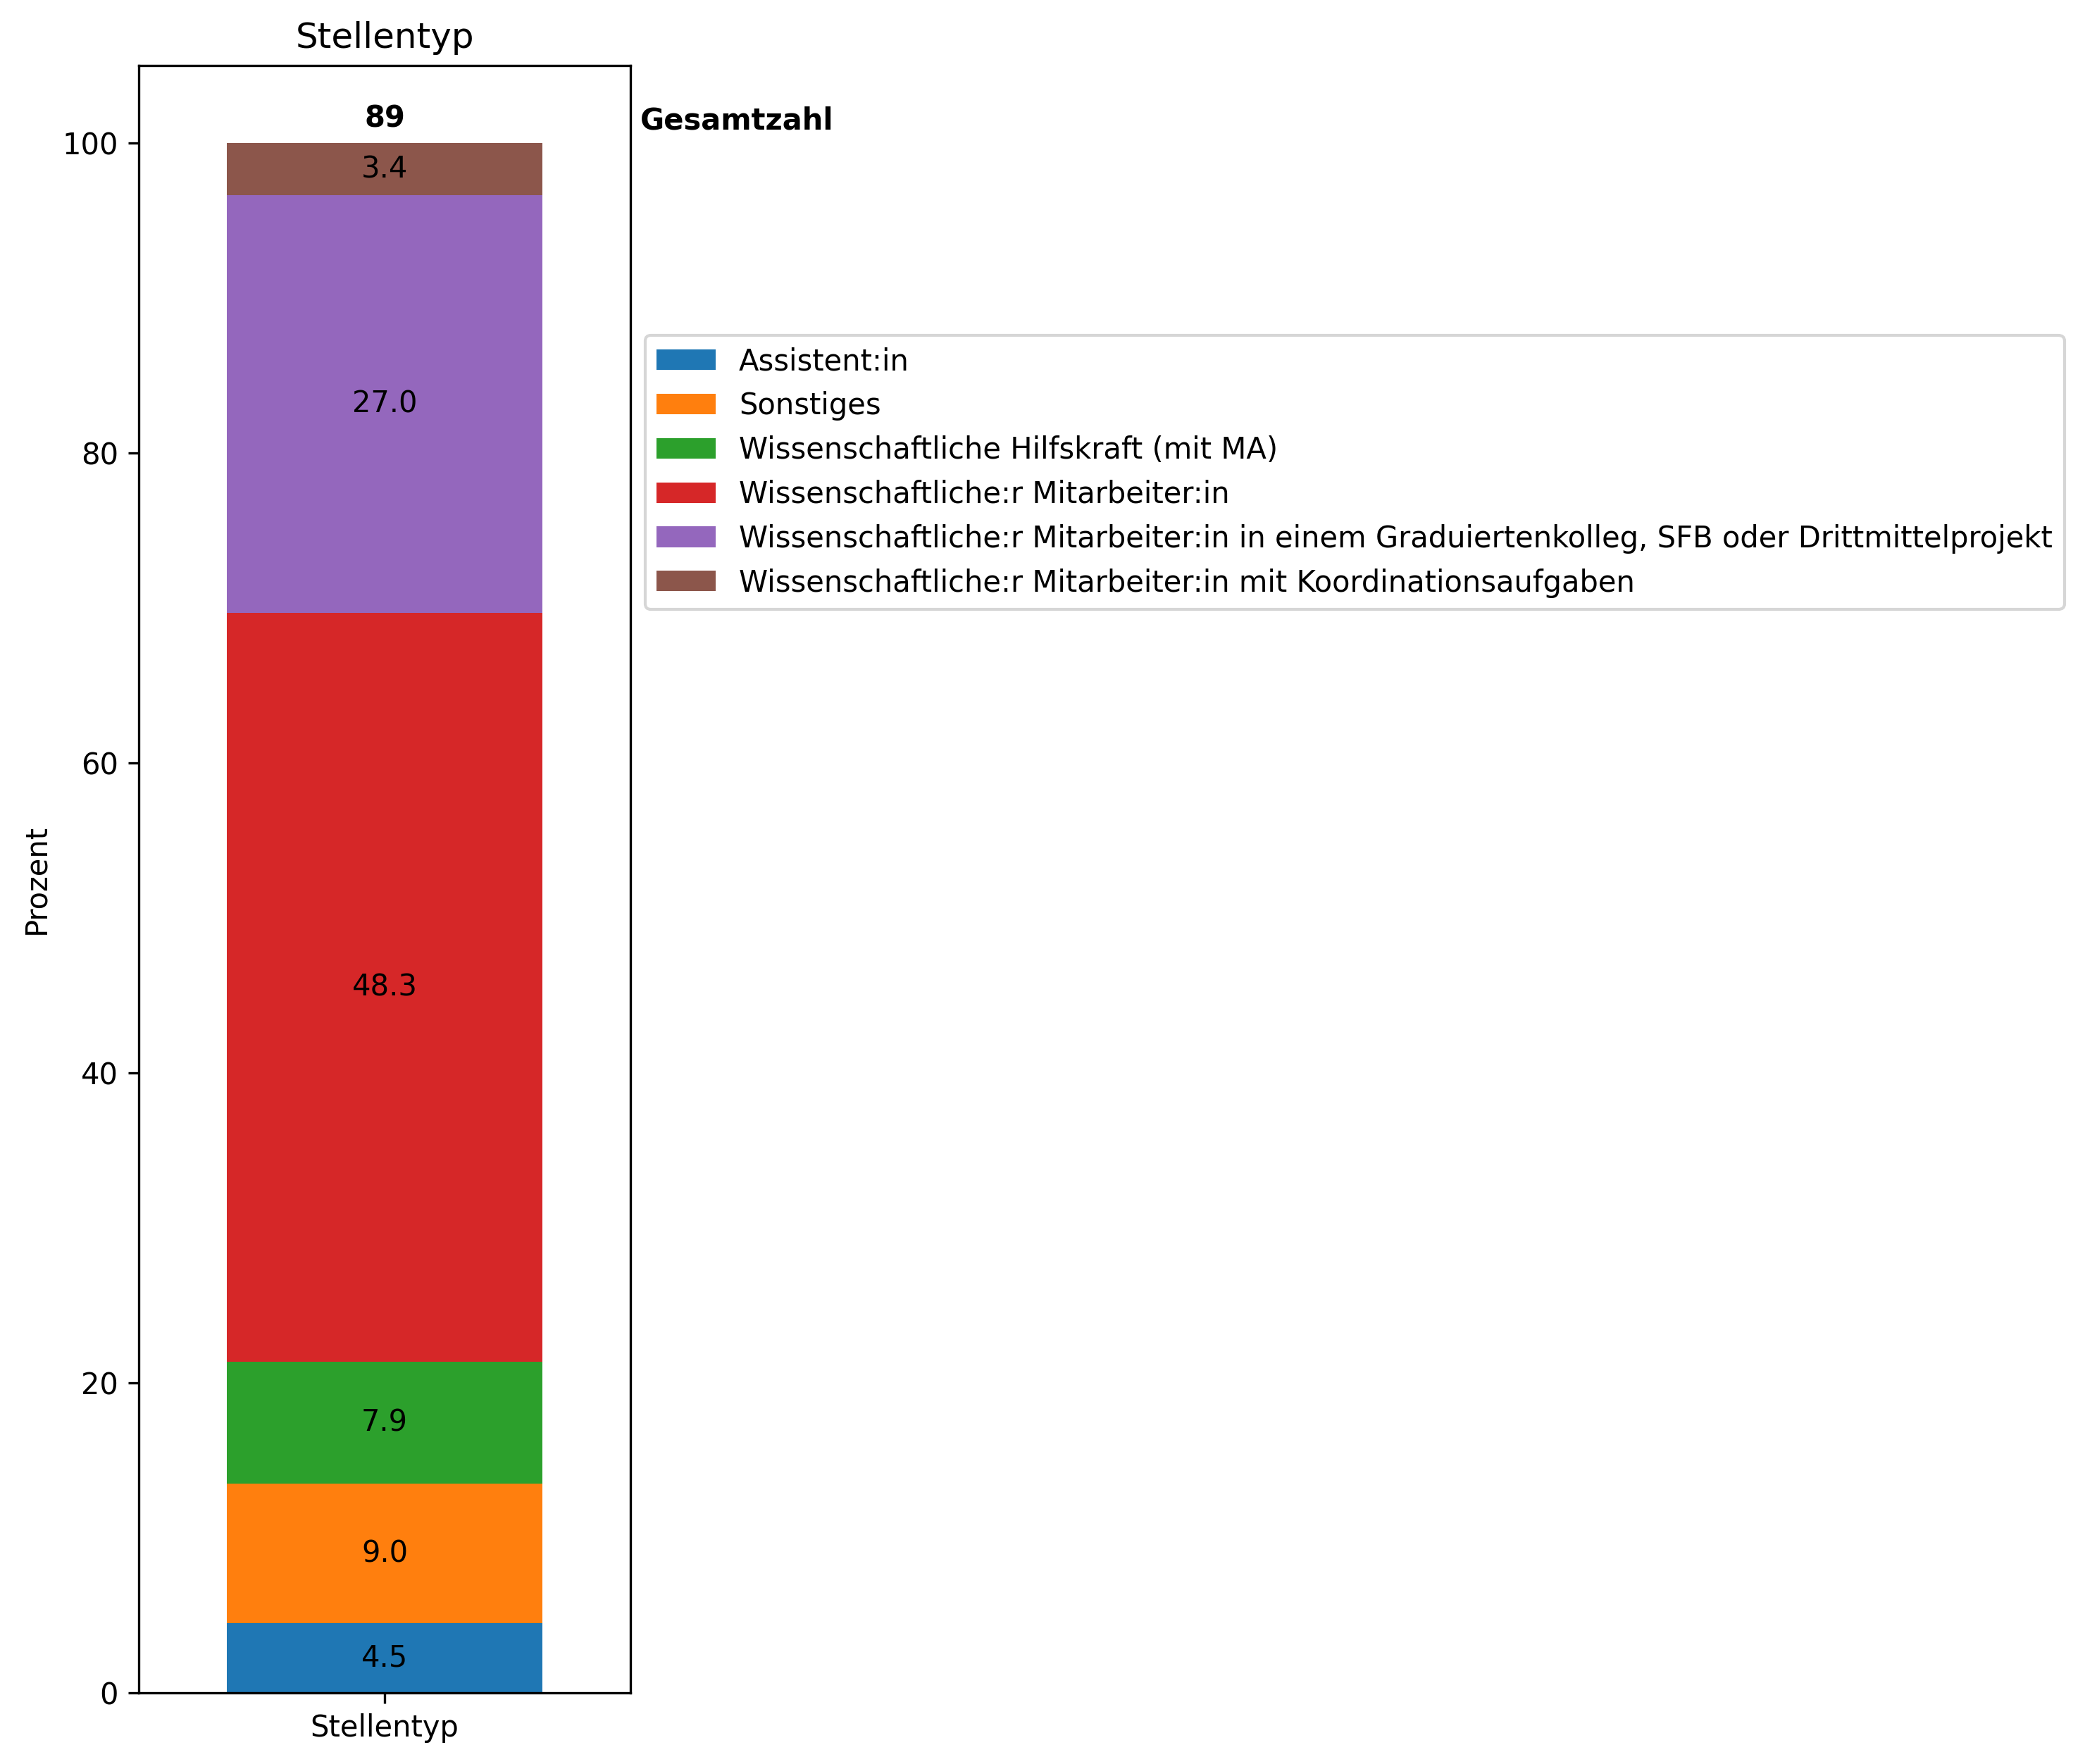 Stellentyp
89
Gesamtzahl
100
3.4
27.0
80
60
48.3
40
20
7.9
9.0
4.5
0
Prozent
Stellentyp
Assistent:in
Sonstiges
Wissenschaftliche Hilfskraft (mit MA)
Wissenschaftliche:r Mitarbeiter:in
Wissenschaftliche:r Mitarbeiter:in in einem Graduiertenkolleg, SFB oder Drittmittelprojekt
Wissenschaftliche:r Mitarbeiter:in mit Koordinationsaufgaben